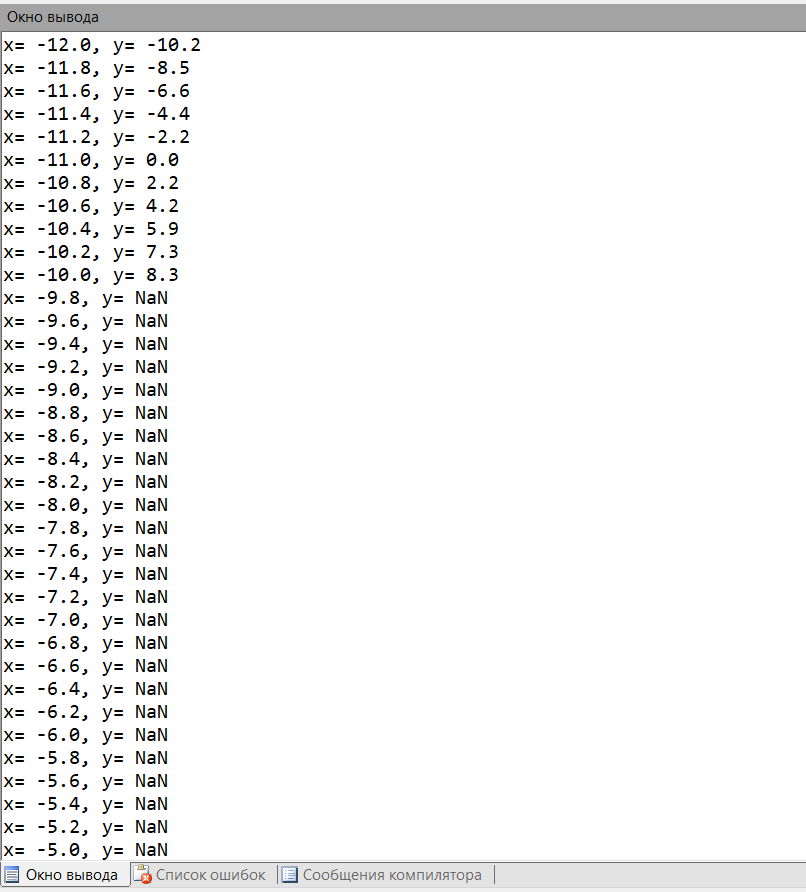 Окно вывода
x= -12.0, y= -10.2
x= -11.8, y= -8.5
x= -11.6, y= -6.6
x= -11.4, y= -4.4
x= -11.2, y= -2.2
x= -11.0, y= 0.0
x= -10.8, y= 2.2
x= -10.6, y= 4.2
x= -10.4, y= 5.9
x= -10.2, y= 7.3
x= -10.0, y= 8.3
x= -9.8, y= NaN
x= -9.6, y= NaN
x= -9.4, y= NaN
x= -9.2, y= NaN
x= -9.0, y= NaN
x= -8.8, y= NaN
x= -8.6, y= NaN
x= -8.4, y= NaN
x= -8.2, y= NaN
x= -8.0, y= NaN
x= -7.8, y= NaN
x= -7.6, y= NaN
x= -7.4, y= NaN
x= -7.2, y= NaN
x= -7.0, y= NaN
x= -6.8, y= NaN
x= -6.6, y= NaN
x= -6.4, y= NaN
x= -6.2, y= NaN
x= -6.0, y= NaN
x= -5.8, y= NaN
x= -5.6, y= NaN
x= -5.4, y= NaN
x= -5.2, y= NaN
x= -5.0, y= NaN
Окно вывода Список ошибок Сообщения компилятора